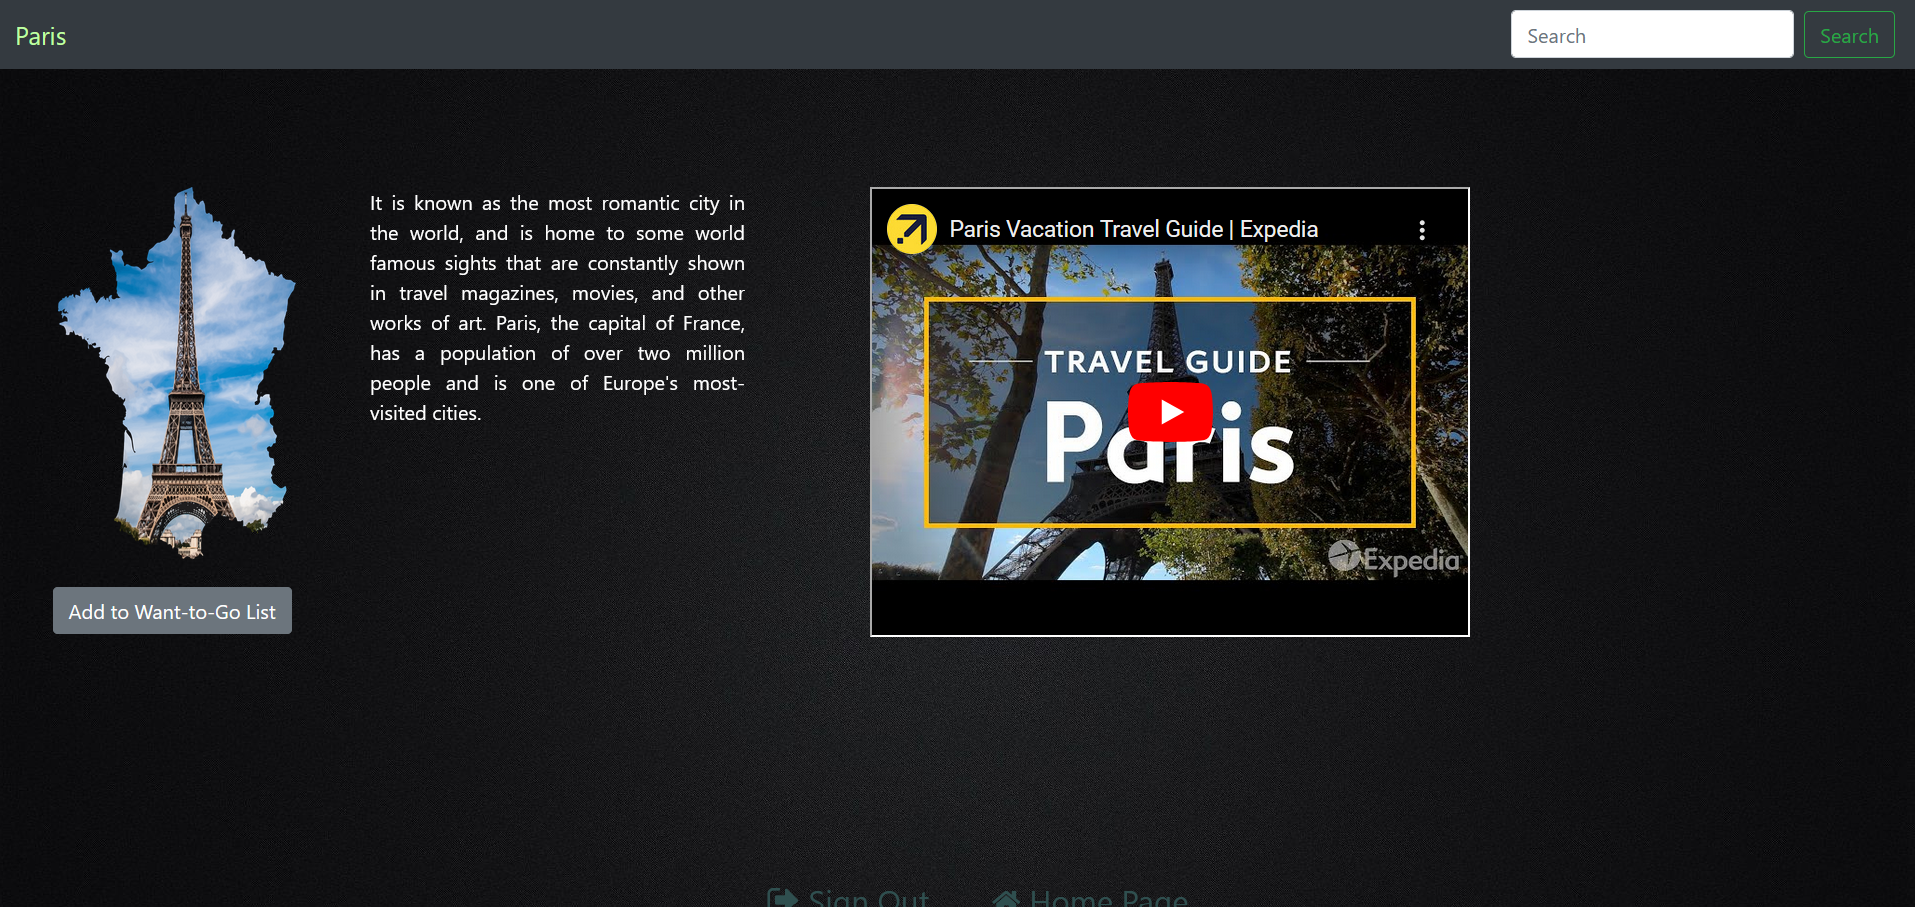 Paris
Search
Search
It is known as the most romantic city in
the world, and is home to some world
famous sights that are constantly shown
in travel magazines, movies, and other
works of art. Paris, the capital of France,
has a population of over two million
people and is one of Europe's most-
visited cities.
Add to Want-to-Go List
Paris Vacation Travel Guide | Expedia
TRAVEL GUIDE
Paris
Expedia
Sign Out
Home Page